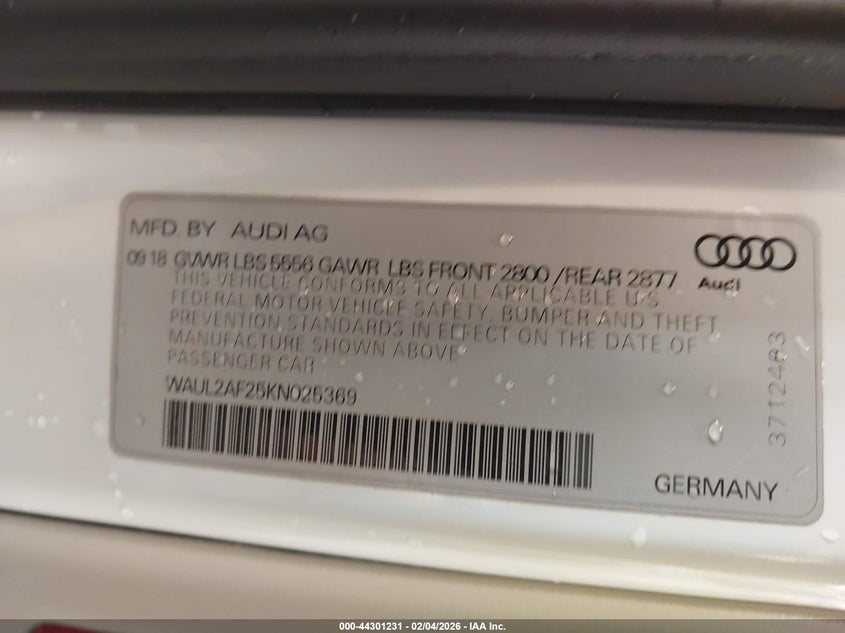 MFD. BY AUDI AG
09 18 GVWR LBS 5556 GAWR LBS FRONT 2800 / REAR 2877
THIS VEHICLE CONFORMS TO ALL APPLICABLE U.S
FEDERAL MOTOR VEHICLE SAFETY, BUMPER AND THEFT
PREVENTION STANDARDS IN EFFECT ON THE DATE OF
MANUFACTURE SHOWN ABOVE
PASSENGER CAR
WAUL2AF25KN025369
Audi
3712483
GERMANY
000-44301231 - 02/04/2026 - IAA Inc.